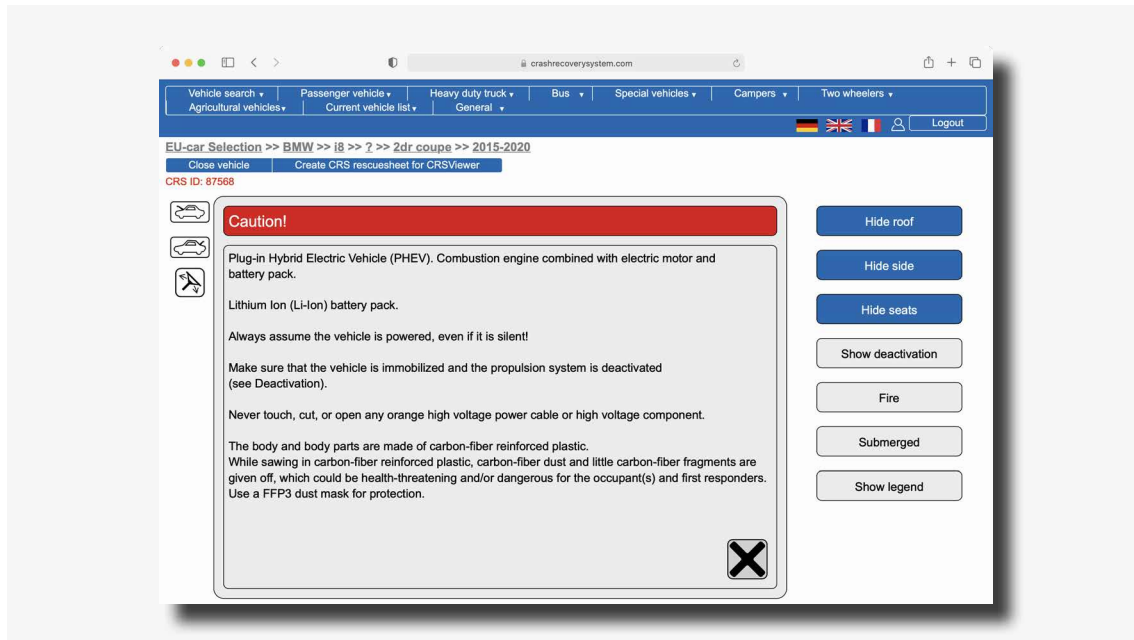 crashrecoverysystem.com
Vehicle search ▾ Passenger vehicle ▾ Heavy duty truck ▾ Bus ▾ Special vehicles ▾ Campers ▾ Two wheelers ▾
Agricultural vehicles ▾ Current vehicle list ▾ General ▾
Logout
EU-car Selection >> BMW >> i8 >> ? >> 2dr coupe >> 2015-2020
Close vehicle Create CRS rescuesheet for CRSViewer
CRS ID: 87568
Caution!
Plug-in Hybrid Electric Vehicle (PHEV). Combustion engine combined with electric motor and
battery pack.
Lithium Ion (Li-Ion) battery pack.
Always assume the vehicle is powered, even if it is silent!
Make sure that the vehicle is immobilized and the propulsion system is deactivated
(see Deactivation).
Never touch, cut, or open any orange high voltage power cable or high voltage component.
The body and body parts are made of carbon-fiber reinforced plastic.
While sawing in carbon-fiber reinforced plastic, carbon-fiber dust and little carbon-fiber fragments are
given off, which could be health-threatening and/or dangerous for the occupant(s) and first responders.
Use a FFP3 dust mask for protection.
Hide roof
Hide side
Hide seats
Show deactivation
Fire
Submerged
Show legend